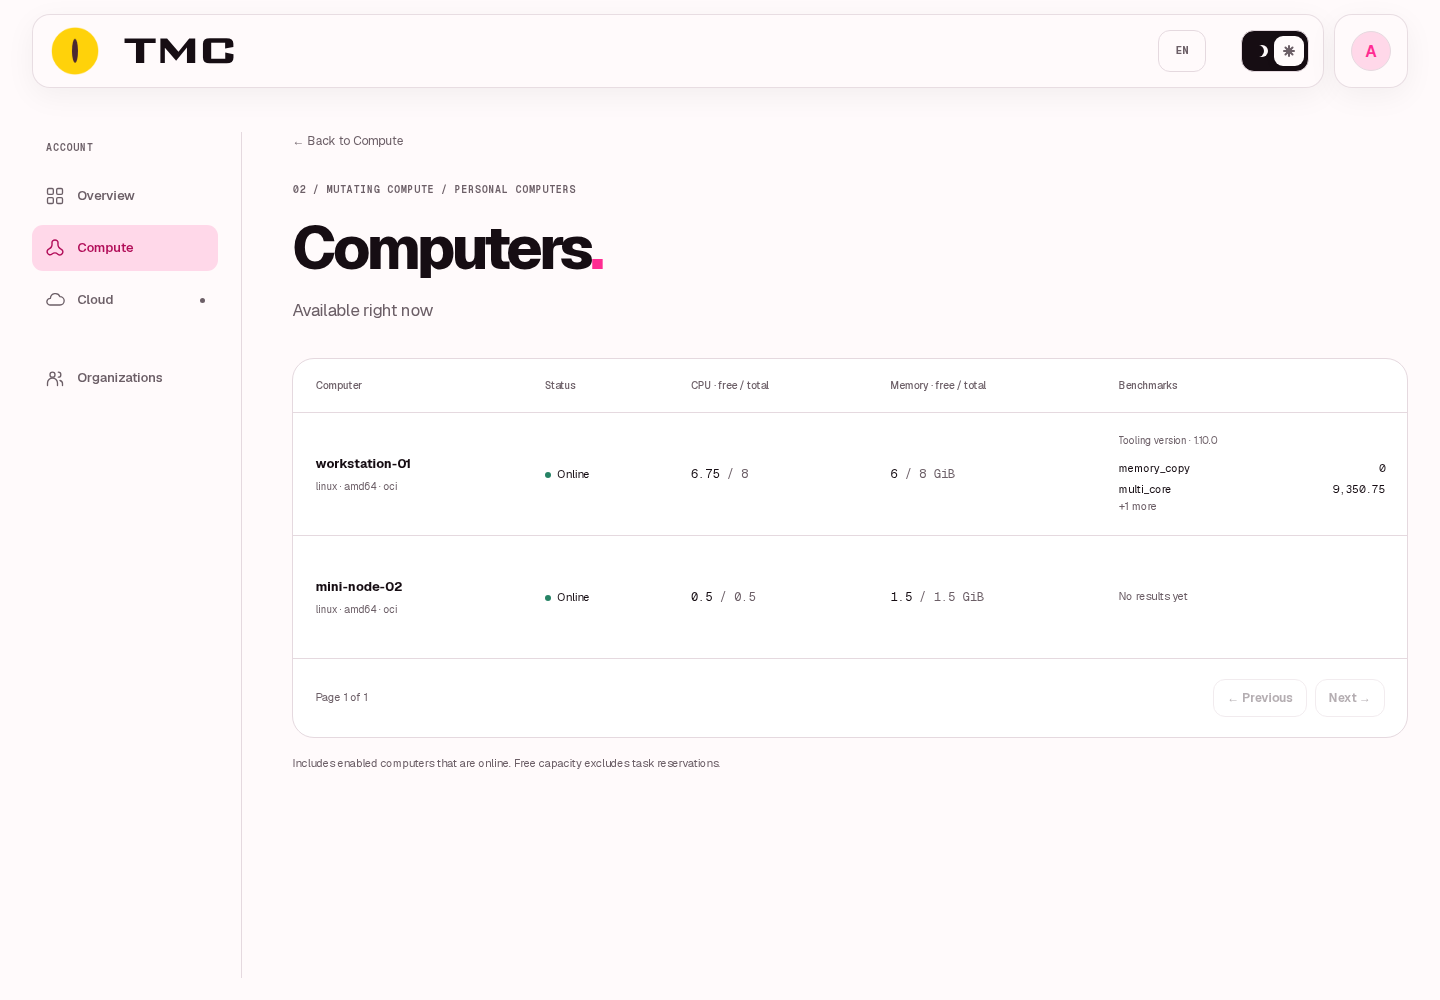 TMC
EN
A
ACCOUNT
Overview
Compute
Cloud
Organizations
← Back to Compute
02 / MUTATING COMPUTE / PERSONAL COMPUTERS
Computers.
Available right now
Computer Status CPU · free / total Memory · free / total Benchmarks
workstation-01
linux · amd64 · oci
Online
6.75 / 8
6 / 8 GiB
Tooling version · 1.10.0
memory_copy 0
multi_core 9,350.75
+1 more
mini-node-02
linux · amd64 · oci
Online
0.5 / 0.5
1.5 / 1.5 GiB
No results yet
Page 1 of 1
← Previous
Next →
Includes enabled computers that are online. Free capacity excludes task reservations.